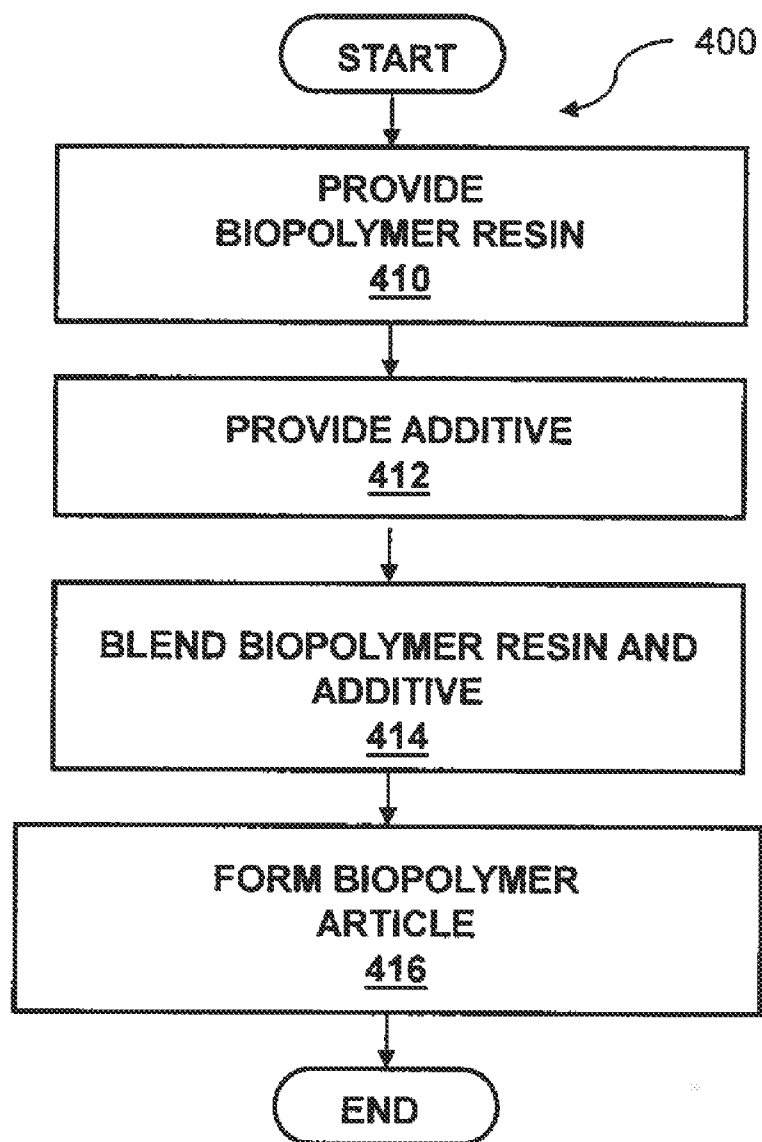 START
400
PROVIDE
BIOPOLYMER RESIN
410
PROVIDE ADDITIVE
412
BLEND BIOPOLYMER RESIN AND
ADDITIVE
414
FORM BIOPOLYMER
ARTICLE
416
END